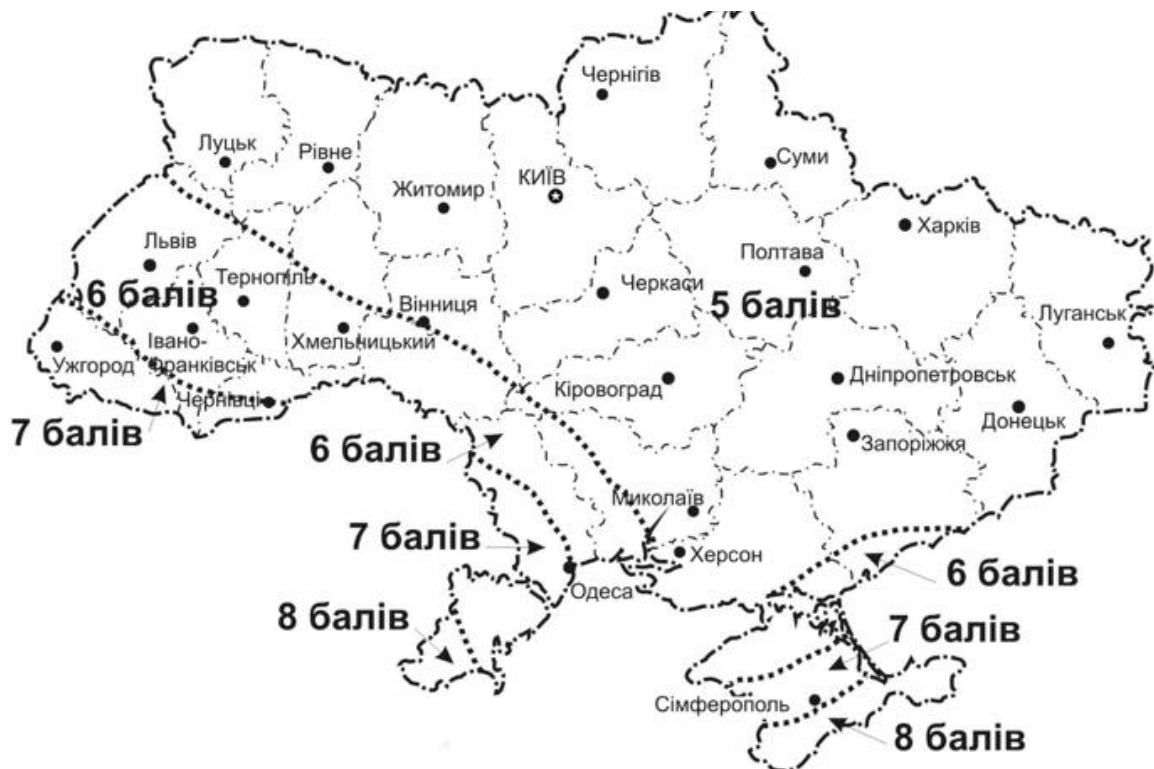 Чернігів
Луцьк
Рівне
Суми
КИЇВ
Житомир
Харків
Львів
Полтава
Тернопіль
Черкаси
6 балів
Вінниця
5 балів
Луганськ
Івано-
Франківськ
Хмельчицький
Ужгород
Кіровоград
Дніпропетровськ
Чернівці
Донецьк
7 балів
6 балів
Запоріжжя
Миколаїв
7 балів
Херсон
Одеса
6 балів
8 балів
7 балів
Сімферополь
8 балів